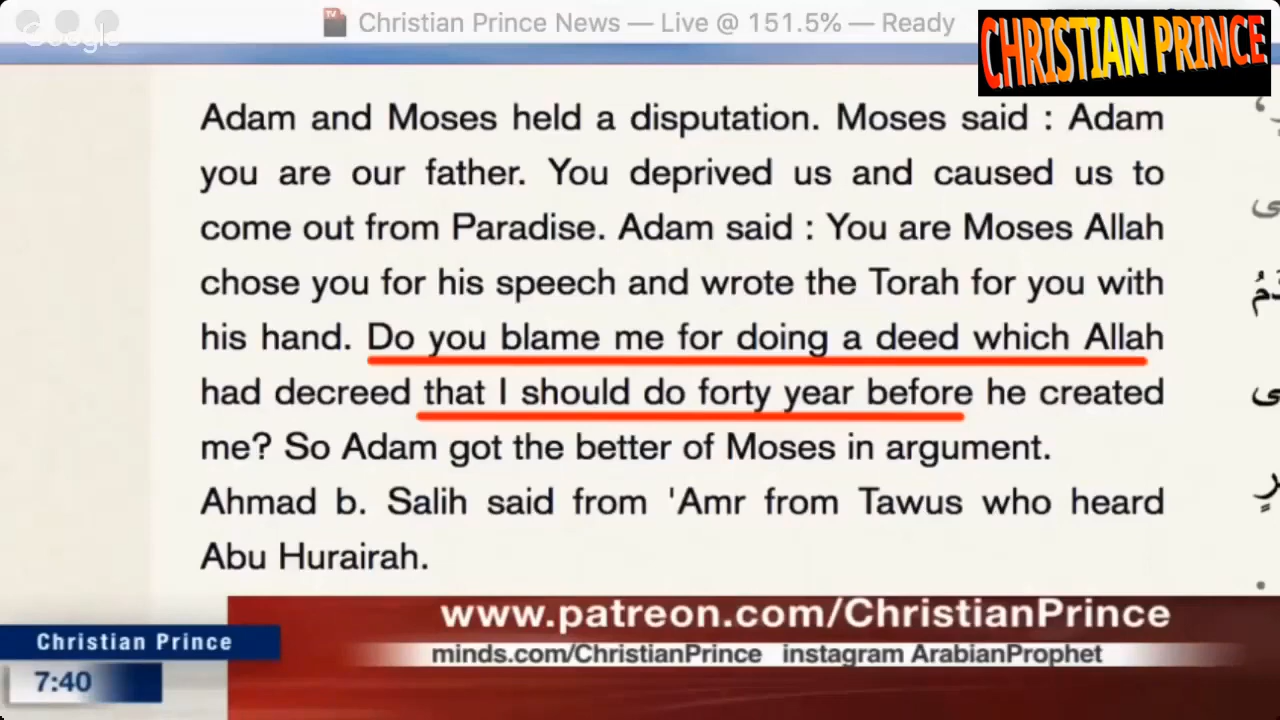 Christian Prince News — Live @ 151.5% — Ready
Google
CHRISTIAN PRINCE
Adam and Moses held a disputation. Moses said : Adam
you are our father. You deprived us and caused us to
come out from Paradise. Adam said : You are Moses Allah
chose you for his speech and wrote the Torah for you with
his hand. Do you blame me for doing a deed which Allah
had decreed that I should do forty year before he created
me? So Adam got the better of Moses in argument.
Ahmad b. Salih said from 'Amr from Tawus who heard
Abu Hurairah.
www.patreon.com/ChristianPrince
Christian Prince
minds.com/ChristianPrince instagram ArabianProphet
7:40